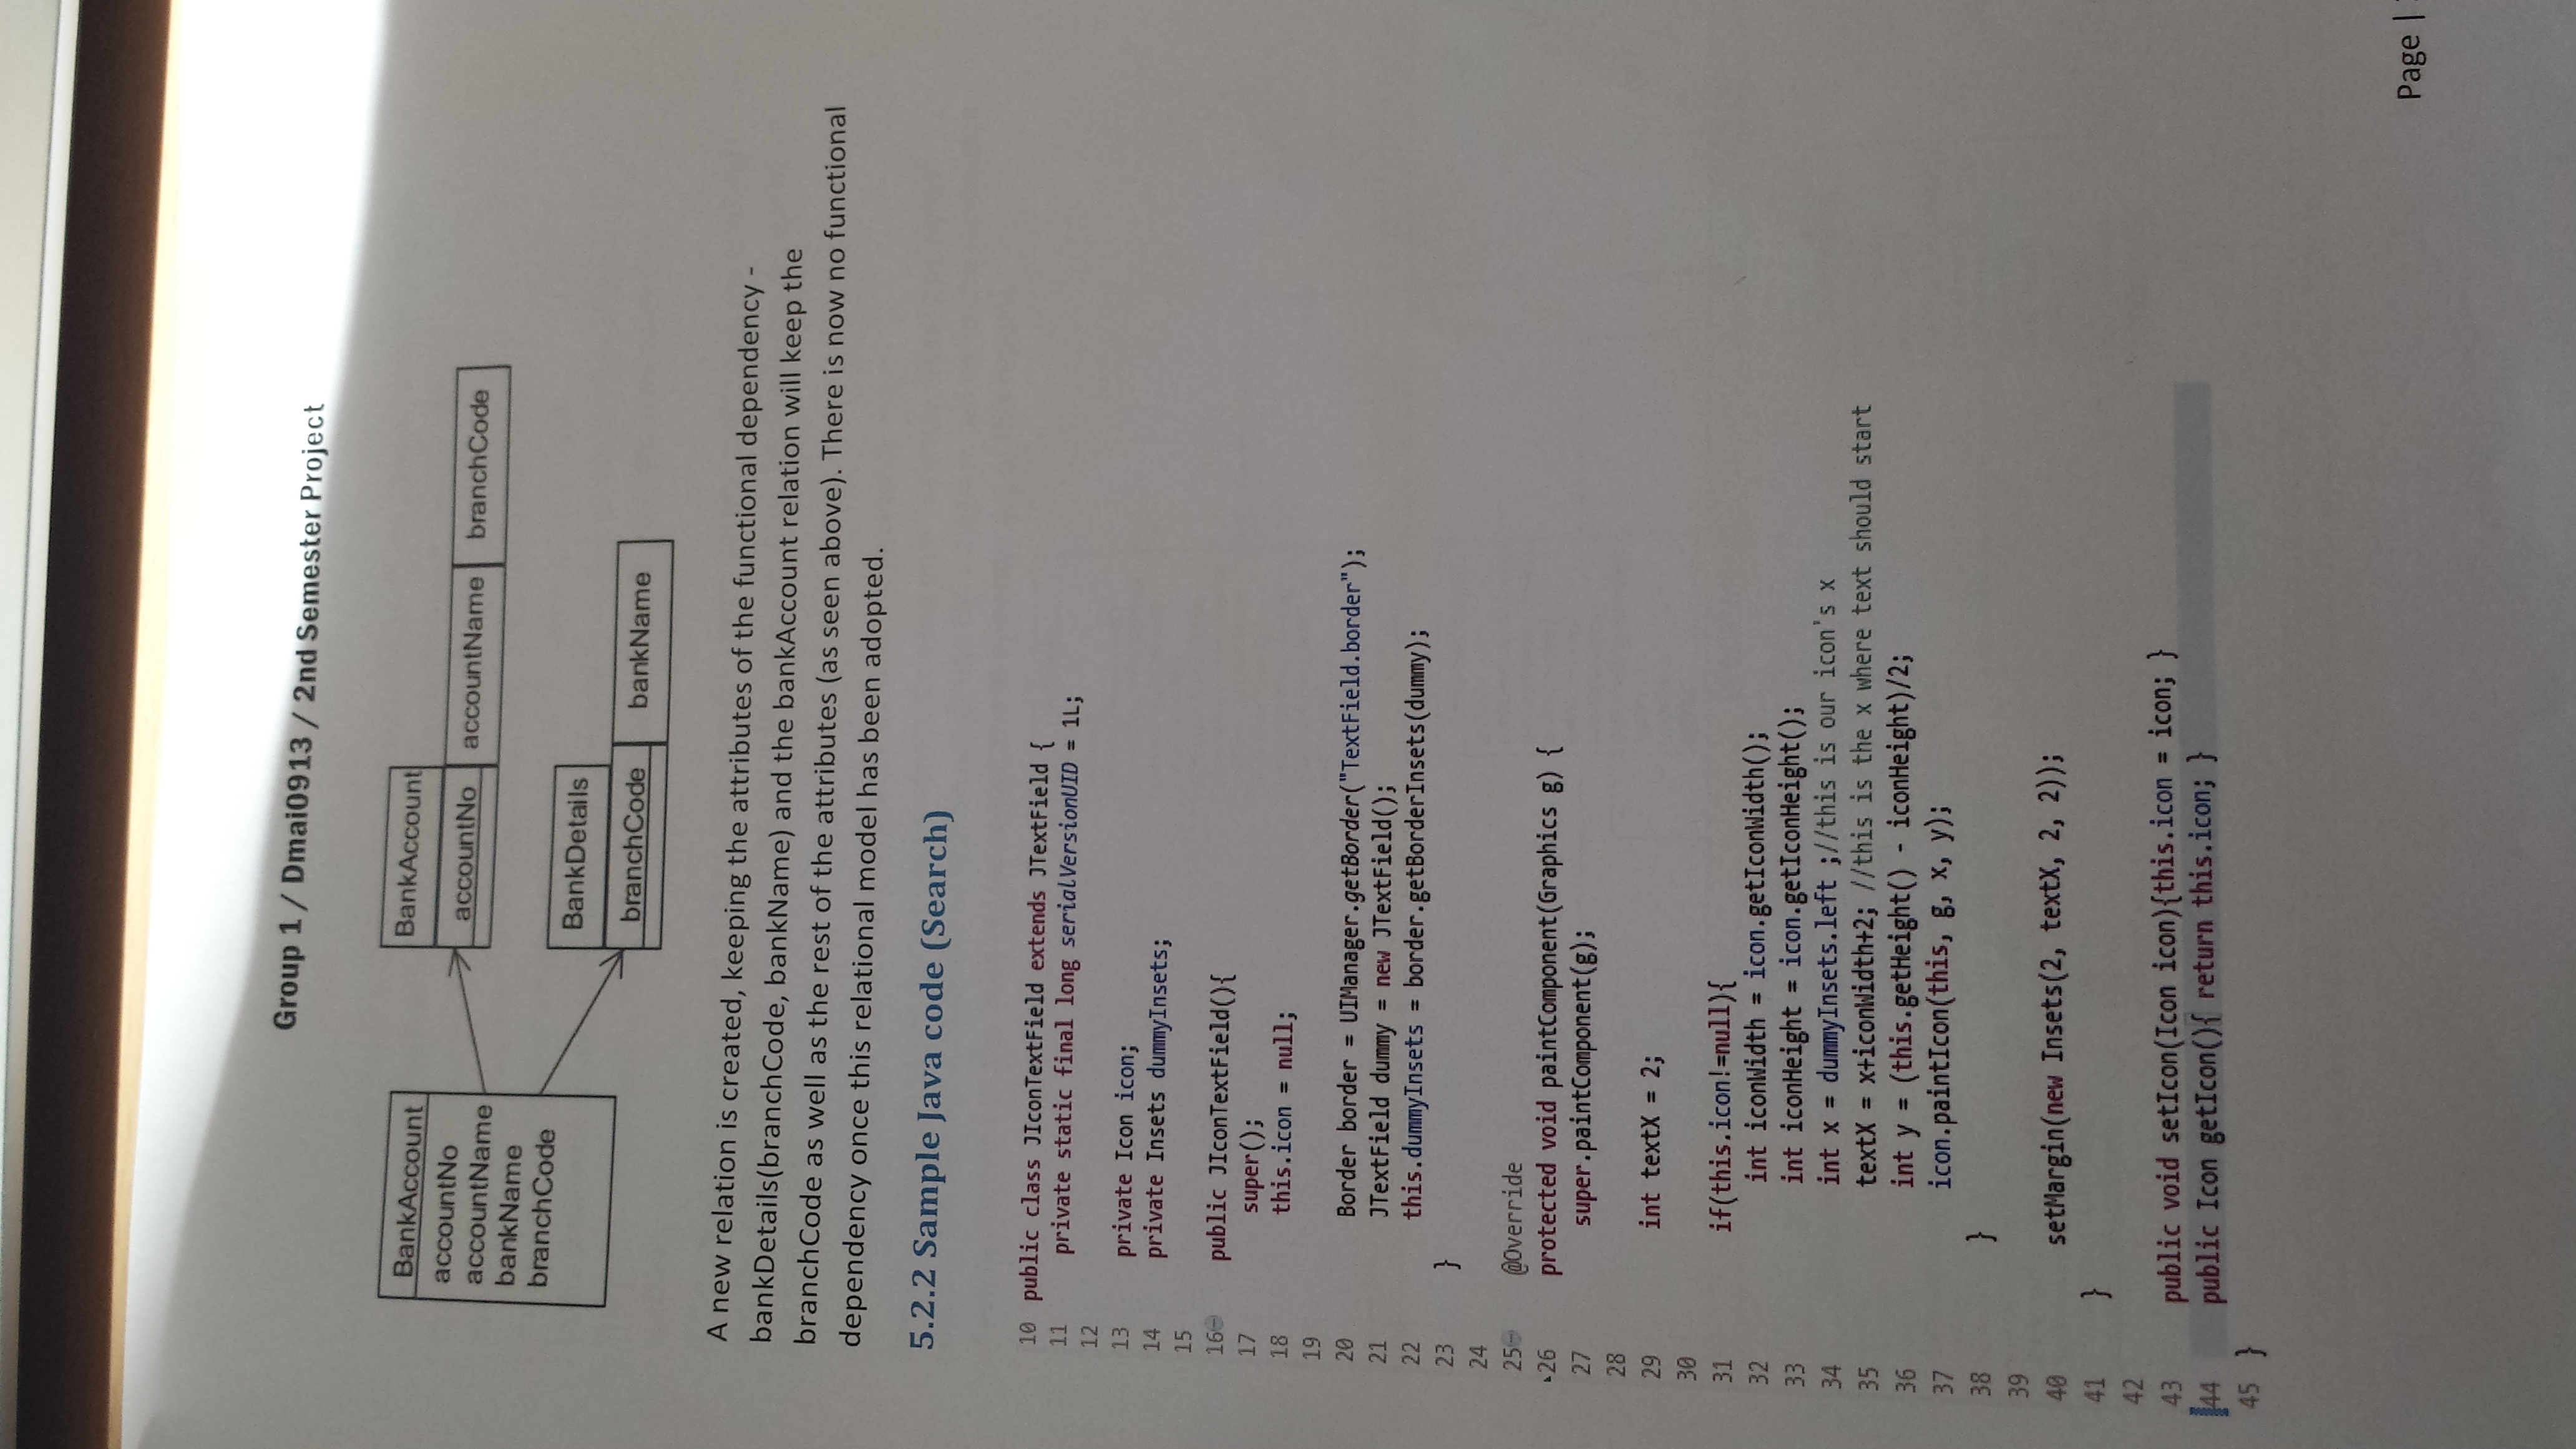 Group 1 / Dmai0913 / 2nd Semester Project
BankAccount
accountNo
accountName
bankName
branchCode
BankAccount
accountNo accountName branchCode
BankDetails
branchCode bankName
A new relation is created, keeping the attributes of the functional dependency -
bankDetails(branchCode, bankName) and the bankAccount relation will keep the
branchCode as well as the rest of the attributes (as seen above). There is now no functional
dependency once this relational model has been adopted.
5.2.2 Sample Java code (Search)
10 public class JIconTextField extends JTextField {
11 private static final long serialVersionUID = 1L;
12
13 private Icon icon;
14 private Insets dummyInsets;
15
16 public JIconTextField(){
17 super();
18 this.icon = null;
19
20 Border border = UIManager.getBorder("TextField.border");
21 JTextField dummy = new JTextField();
22 this.dummyInsets = border.getBorderInsets(dummy);
23 }
24
25 @Override
26 protected void paintComponent(Graphics g) {
27 super.paintComponent(g);
28
29 int textX = 2;
30
31 if(this.icon!=null){
32 int iconWidth = icon.getIconWidth();
33 int iconHeight = icon.getIconHeight();
34 int x = dummyInsets.left ;//this is our icon's x
35 textX = x+iconWidth+2; //this is the x where text should start
36 int y = (this.getHeight() - iconHeight)/2;
37 icon.paintIcon(this, g, x, y);
38 }
39
40 setMargin(new Insets(2, textX, 2, 2));
41 }
42
43 public void setIcon(Icon icon){this.icon = icon; }
44 public Icon getIcon(){ return this.icon; }
45 }
Page |